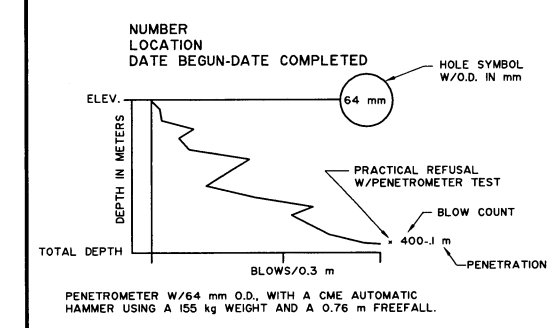 NUMBER
LOCATION
DATE BEGUN-DATE COMPLETED
HOLE SYMBOL
W/O.D. IN mm
ELEV.
64 mm
DEPTH IN METERS
PRACTICAL REFUSAL
W/PENETROMETER TEST
BLOW COUNT
× 400-.1 m
PENETRATION
TOTAL DEPTH
BLOWS/0.3 m
PENETROMETER W/64 mm O.D., WITH A CME AUTOMATIC
HAMMER USING A 155 kg WEIGHT AND A 0.76 m FREEFALL.